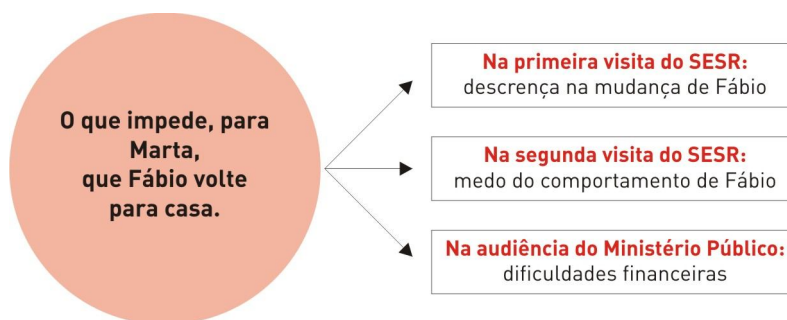 O que impede, para
Marta,
que Fábio volte
para casa.
Na primeira visita do SESR:
descrença na mudança de Fábio
Na segunda visita do SESR:
medo do comportamento de Fábio
Na audiência do Ministério Público:
dificuldades financeiras